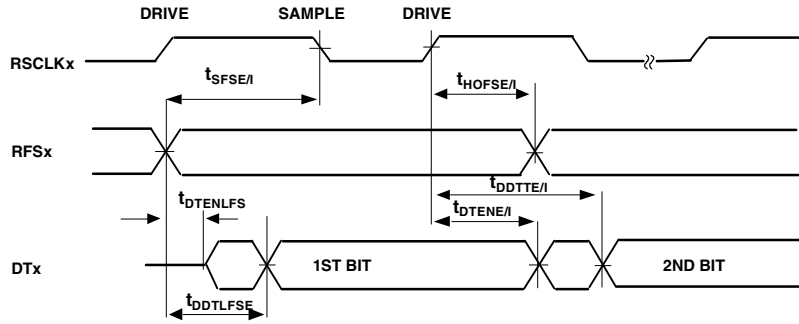 DRIVE SAMPLE DRIVE
RSCLKx
tSFSE/I
tHOFSE/I
RFSx
tDDTTE/I
tDTENLFS
tDTENE/I
DTx
1ST BIT
2ND BIT
tDDTLFSE